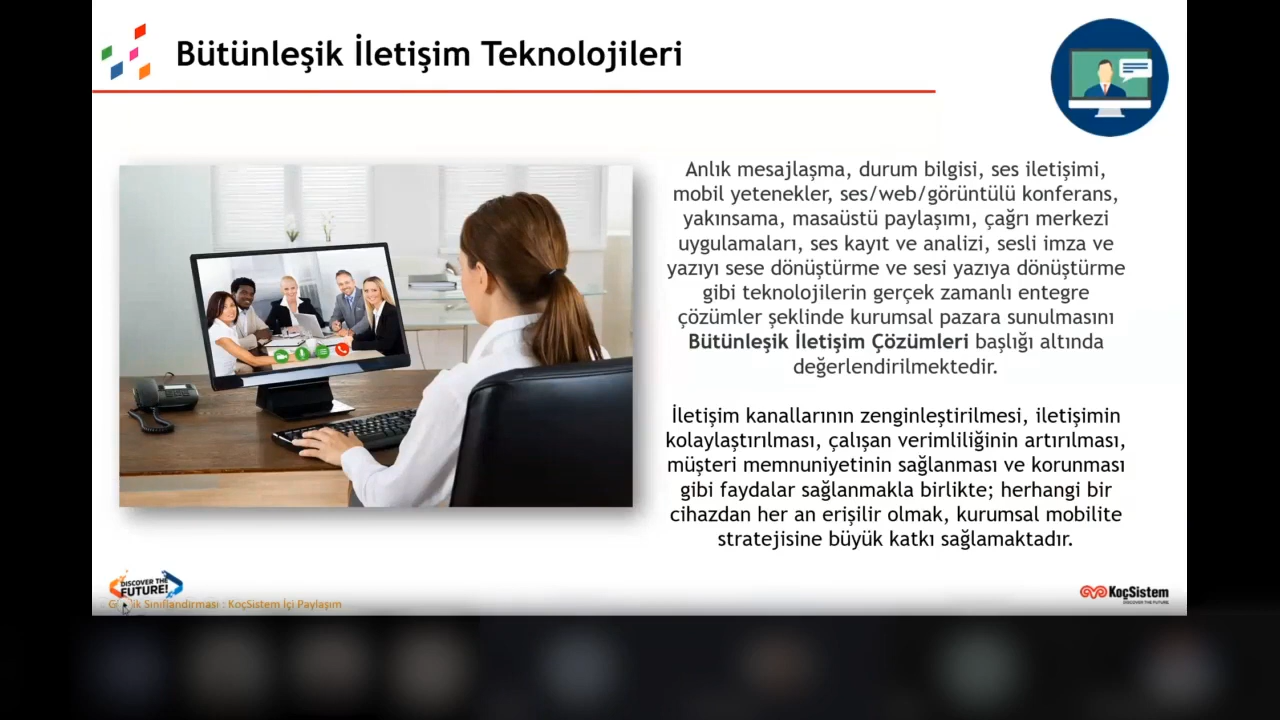 Bütünleşik İletişim Teknolojileri
Anlık mesajlaşma, durum bilgisi, ses iletişimi,
mobil yetenekler, ses/web/görüntülü konferans,
yakınsama, masaüstü paylaşımı, çağrı merkezi
uygulamaları, ses kayıt ve analizi, sesli imza ve
yazıyı sese dönüştürme ve sesi yazıya dönüştürme
gibi teknolojilerin gerçek zamanlı entegre
çözümler şeklinde kurumsal pazara sunulmasını
Bütünleşik İletişim Çözümleri başlığı altında
değerlendirilmektedir.
İletişim kanallarının zenginleştirilmesi, iletişimin
kolaylaştırılması, çalışan verimliliğinin artırılması,
müşteri memnuniyetinin sağlanması ve korunması
gibi faydalar sağlanmakla birlikte; herhangi bir
cihazdan her an erişilir olmak, kurumsal mobilite
stratejisine büyük katkı sağlamaktadır.
DISCOVER THE
FUTURE!
Sınıflandırması : KoçSistem İçi Paylaşım
KoçSistem
DISCOVER THE FUTURE